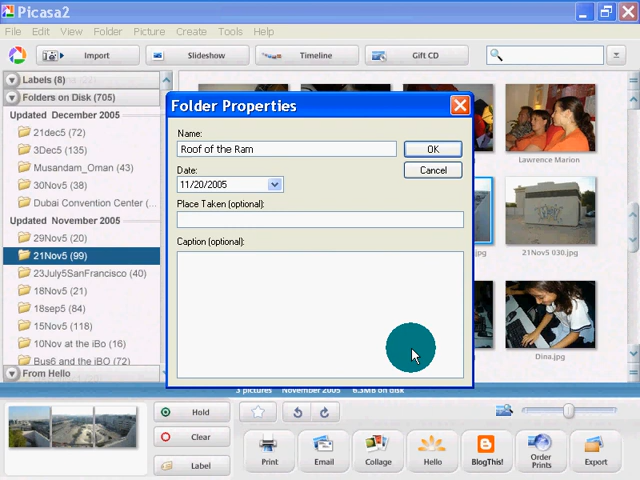 Picasa2
File Edit View Folder Picture Create Tools Help
Import Slideshow Timeline Gift CD
Labels (8)
Folders on Disk (705)
Updated December 2005
21dec5 (72)
3Dec5 (135)
Musandam_Oman (43)
30Nov5 (38)
Dubai Convention Center (...
Updated November 2005
29Nov5 (20)
21Nov5 (99)
23July5SanFrancisco (40)
18Nov5 (21)
18sep5 (84)
15Nov5 (118)
10Nov at the iBo (16)
Bus6 and the iBO (72)
From Hello
Folder Properties
Name:
Roof of the Ram
OK
Date:
Cancel
11/20/2005
Place Taken (optional):
Caption (optional):
Lawrence Marion
pg
21Nov5 030.jpg
Dina.jpg
3 pictures November 2005 6.3MB on disk
Hold
Clear
Label
Print Email Collage Hello BlogThis! Order Prints Export